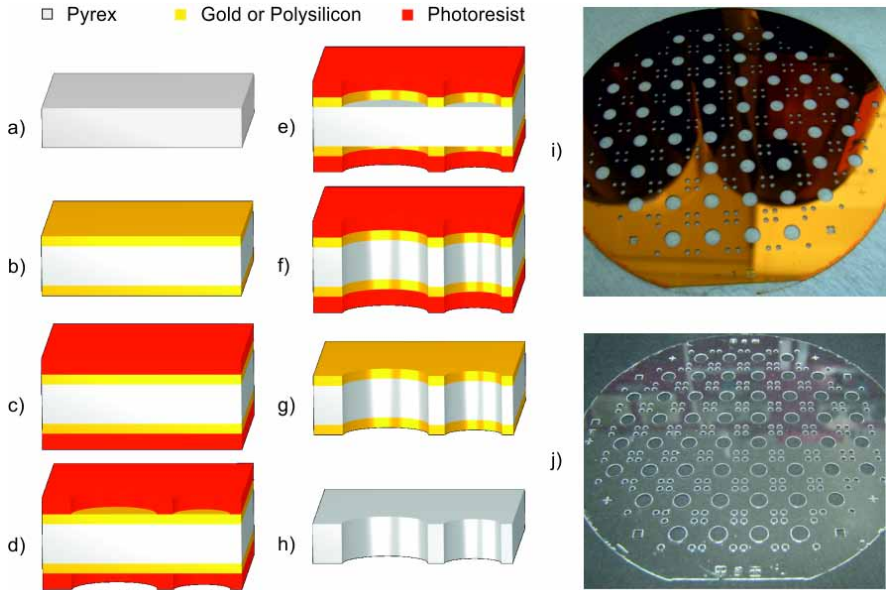 Pyrex Gold or Polysilicon Photoresist
a)
b)
c)
d)
e)
f)
g)
h)
i)
j)